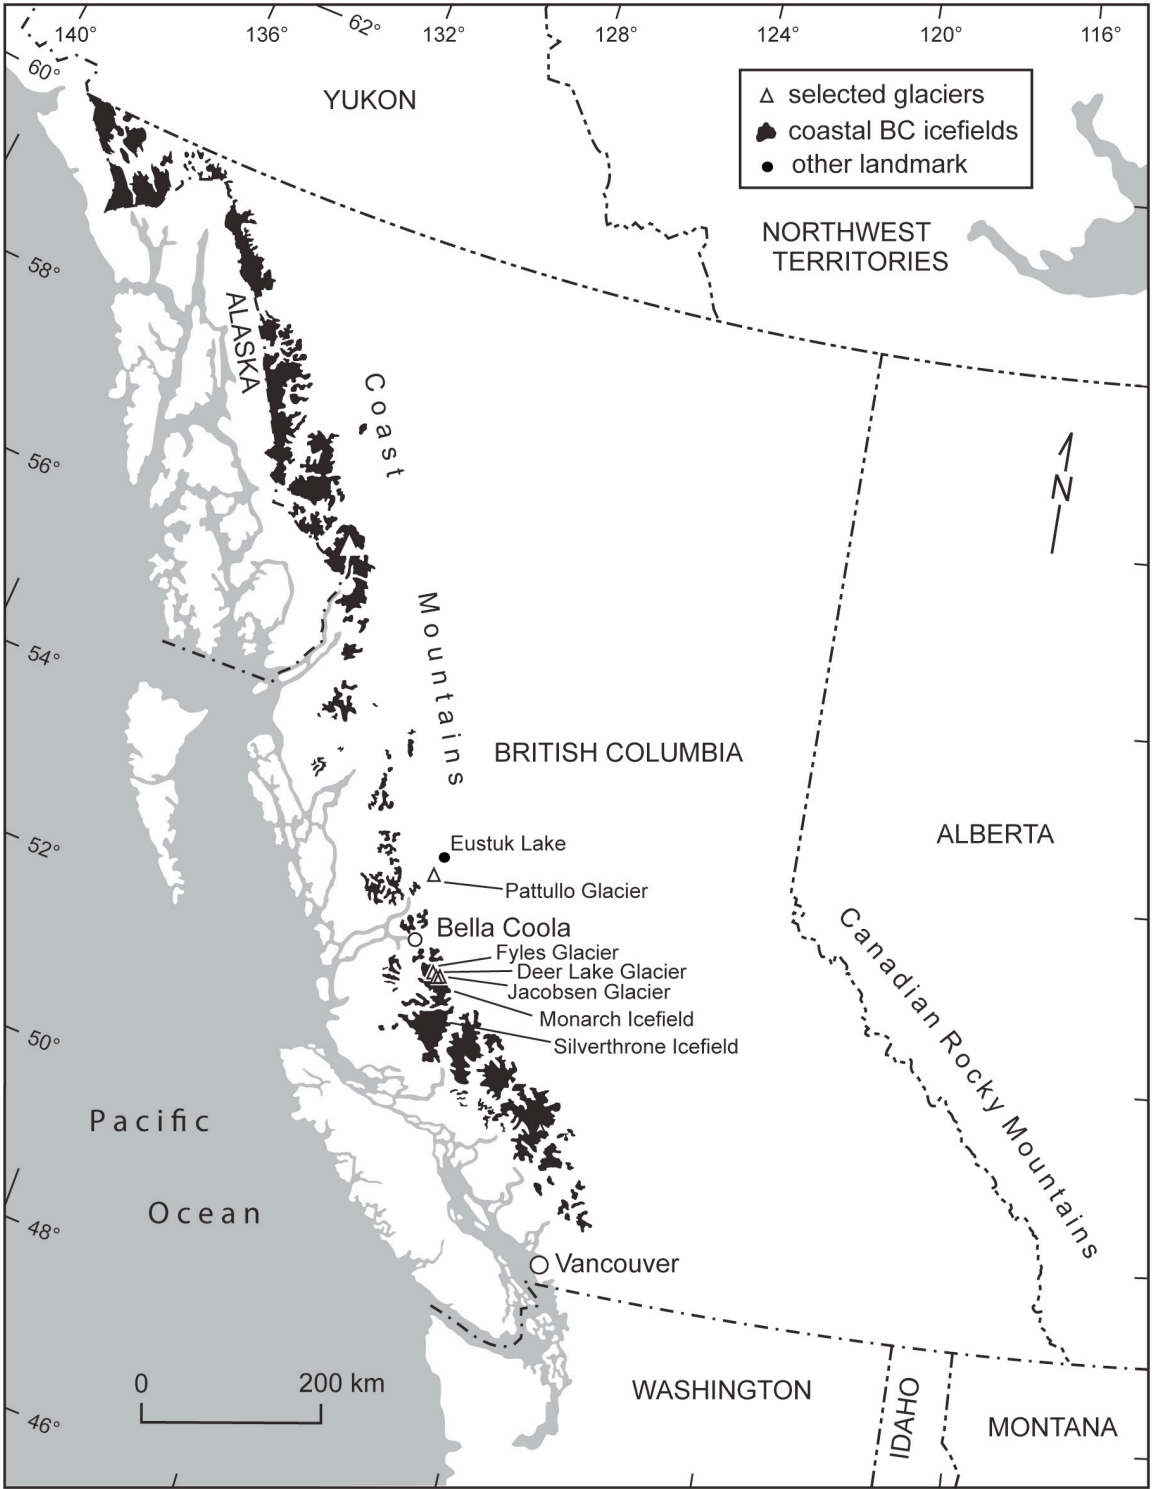 140°
136°
62°
132°
128°
124°
120°
116°
60°
YUKON
selected glaciers
coastal BC icefields
other landmark
NORTHWEST
TERRITORIES
58°
ALASKA
Coast
56°
N
Mountains
54°
BRITISH COLUMBIA
ALBERTA
52°
Eustuk Lake
Pattullo Glacier
Bella Coola
Fyles Glacier
Deer Lake Glacier
Jacobsen Glacier
Monarch Icefield
Silverthrone Icefield
Canadian Rocky Mountains
50°
Pacific
Ocean
48°
Vancouver
0 200 km
WASHINGTON
IDAHO
MONTANA
46°